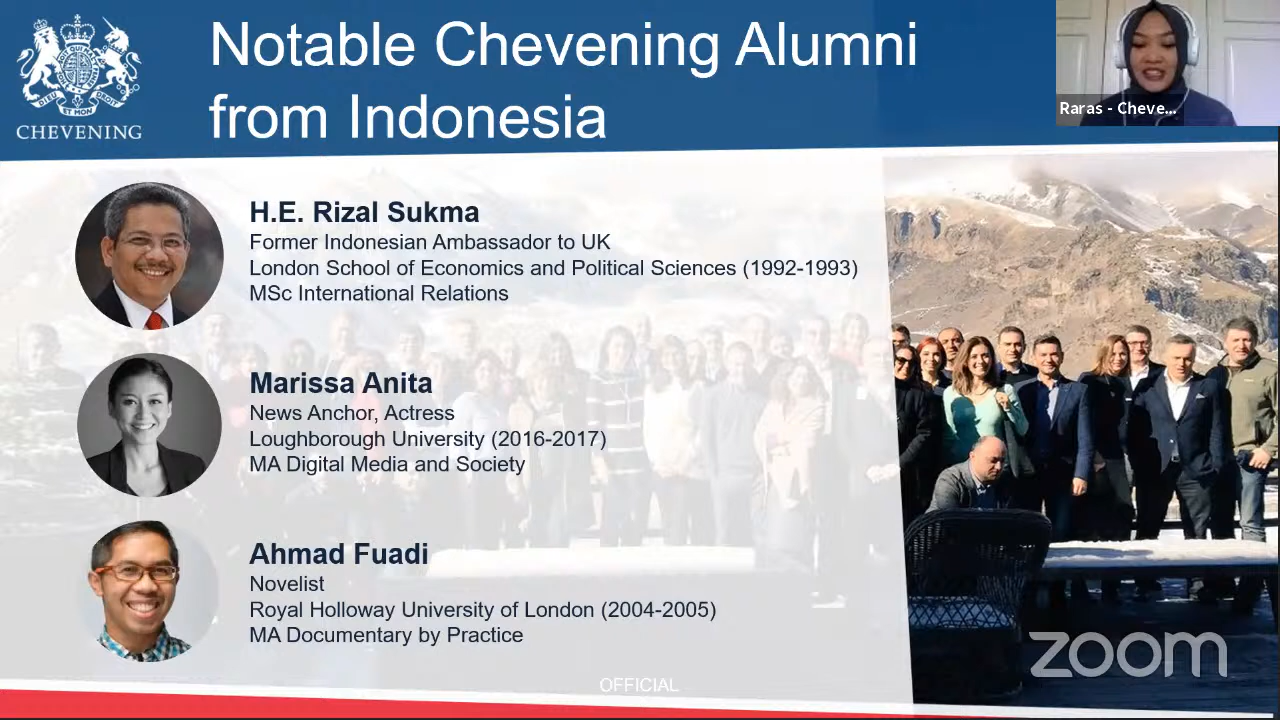 Notable Chevening Alumni
from Indonesia
CHEVENING
Raras - Cheve...
H.E. Rizal Sukma
Former Indonesian Ambassador to UK
London School of Economics and Political Sciences (1992-1993)
MSc International Relations
Marissa Anita
News Anchor, Actress
Loughborough University (2016-2017)
MA Digital Media and Society
Ahmad Fuadi
Novelist
Royal Holloway University of London (2004-2005)
MA Documentary by Practice
OFFICIAL
zoom